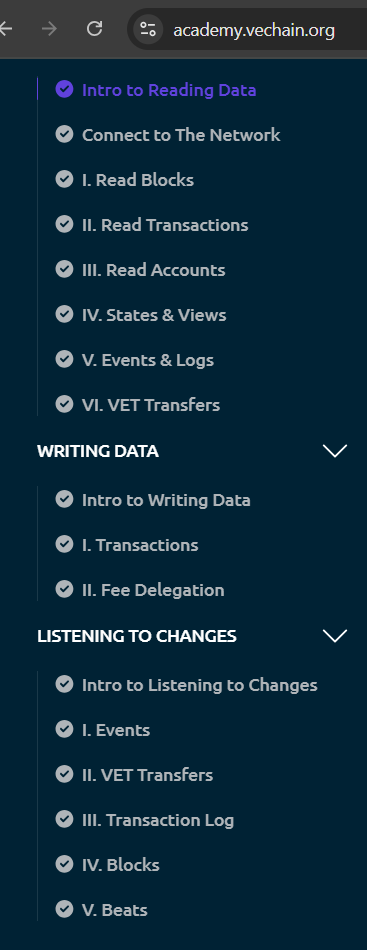 academy.vechain.org
Intro to Reading Data
Connect to The Network
I. Read Blocks
II. Read Transactions
III. Read Accounts
IV. States & Views
V. Events & Logs
VI. VET Transfers
WRITING DATA
Intro to Writing Data
I. Transactions
II. Fee Delegation
LISTENING TO CHANGES
Intro to Listening to Changes
I. Events
II. VET Transfers
III. Transaction Log
IV. Blocks
V. Beats